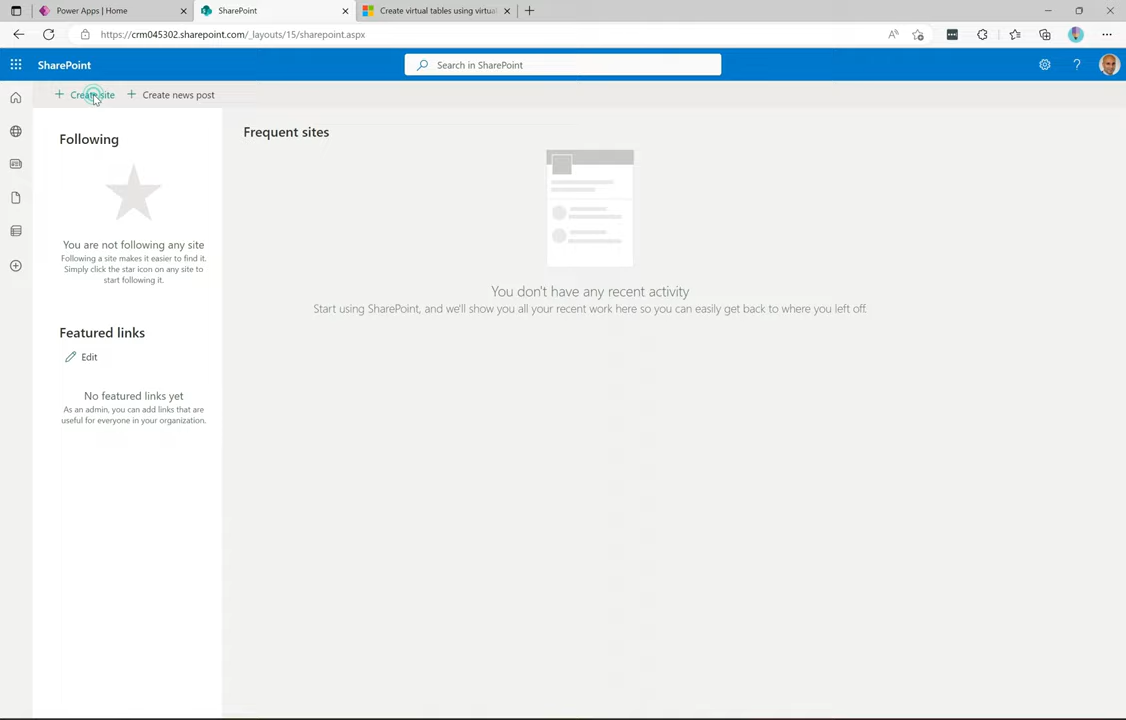 Power Apps | Home
SharePoint
Create virtual tables using virtual
https://crm045302.sharepoint.com/_layouts/15/sharepoint.aspx
SharePoint
Search in SharePoint
Create site
Create news post
Following
You are not following any site
Following a site makes it easier to find it.
Simply click the star icon on any site to
start following it.
Featured links
Edit
No featured links yet
As an admin, you can add links that are
useful for everyone in your organization.
Frequent sites
You don't have any recent activity
Start using SharePoint, and we'll show you all your recent work here so you can easily get back to where you left off.